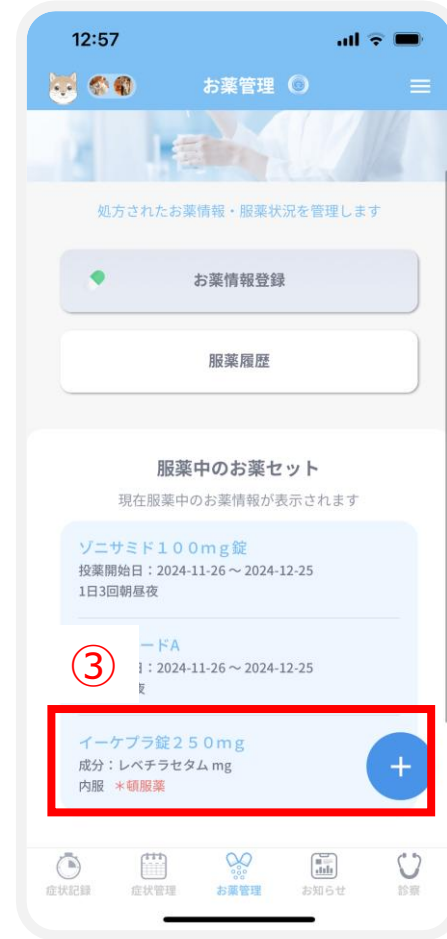 12:57
お薬管理
処方されたお薬情報・服薬状況を管理します
お薬情報登録
服薬履歴
服薬中のお薬セット
現在服薬中のお薬情報が表示されます
ゾニサミド１００ｍｇ錠
投薬開始日：2024-11-26 ～ 2024-12-25
1日3回朝昼夜
ードA
③
：2024-11-26 ～ 2024-12-25
夜
イーケプラ錠２５０ｍｇ
成分：レベチラセタム mg
内服 ＊頓服薬
+
症状記録 症状管理 お薬管理 お知らせ 診察